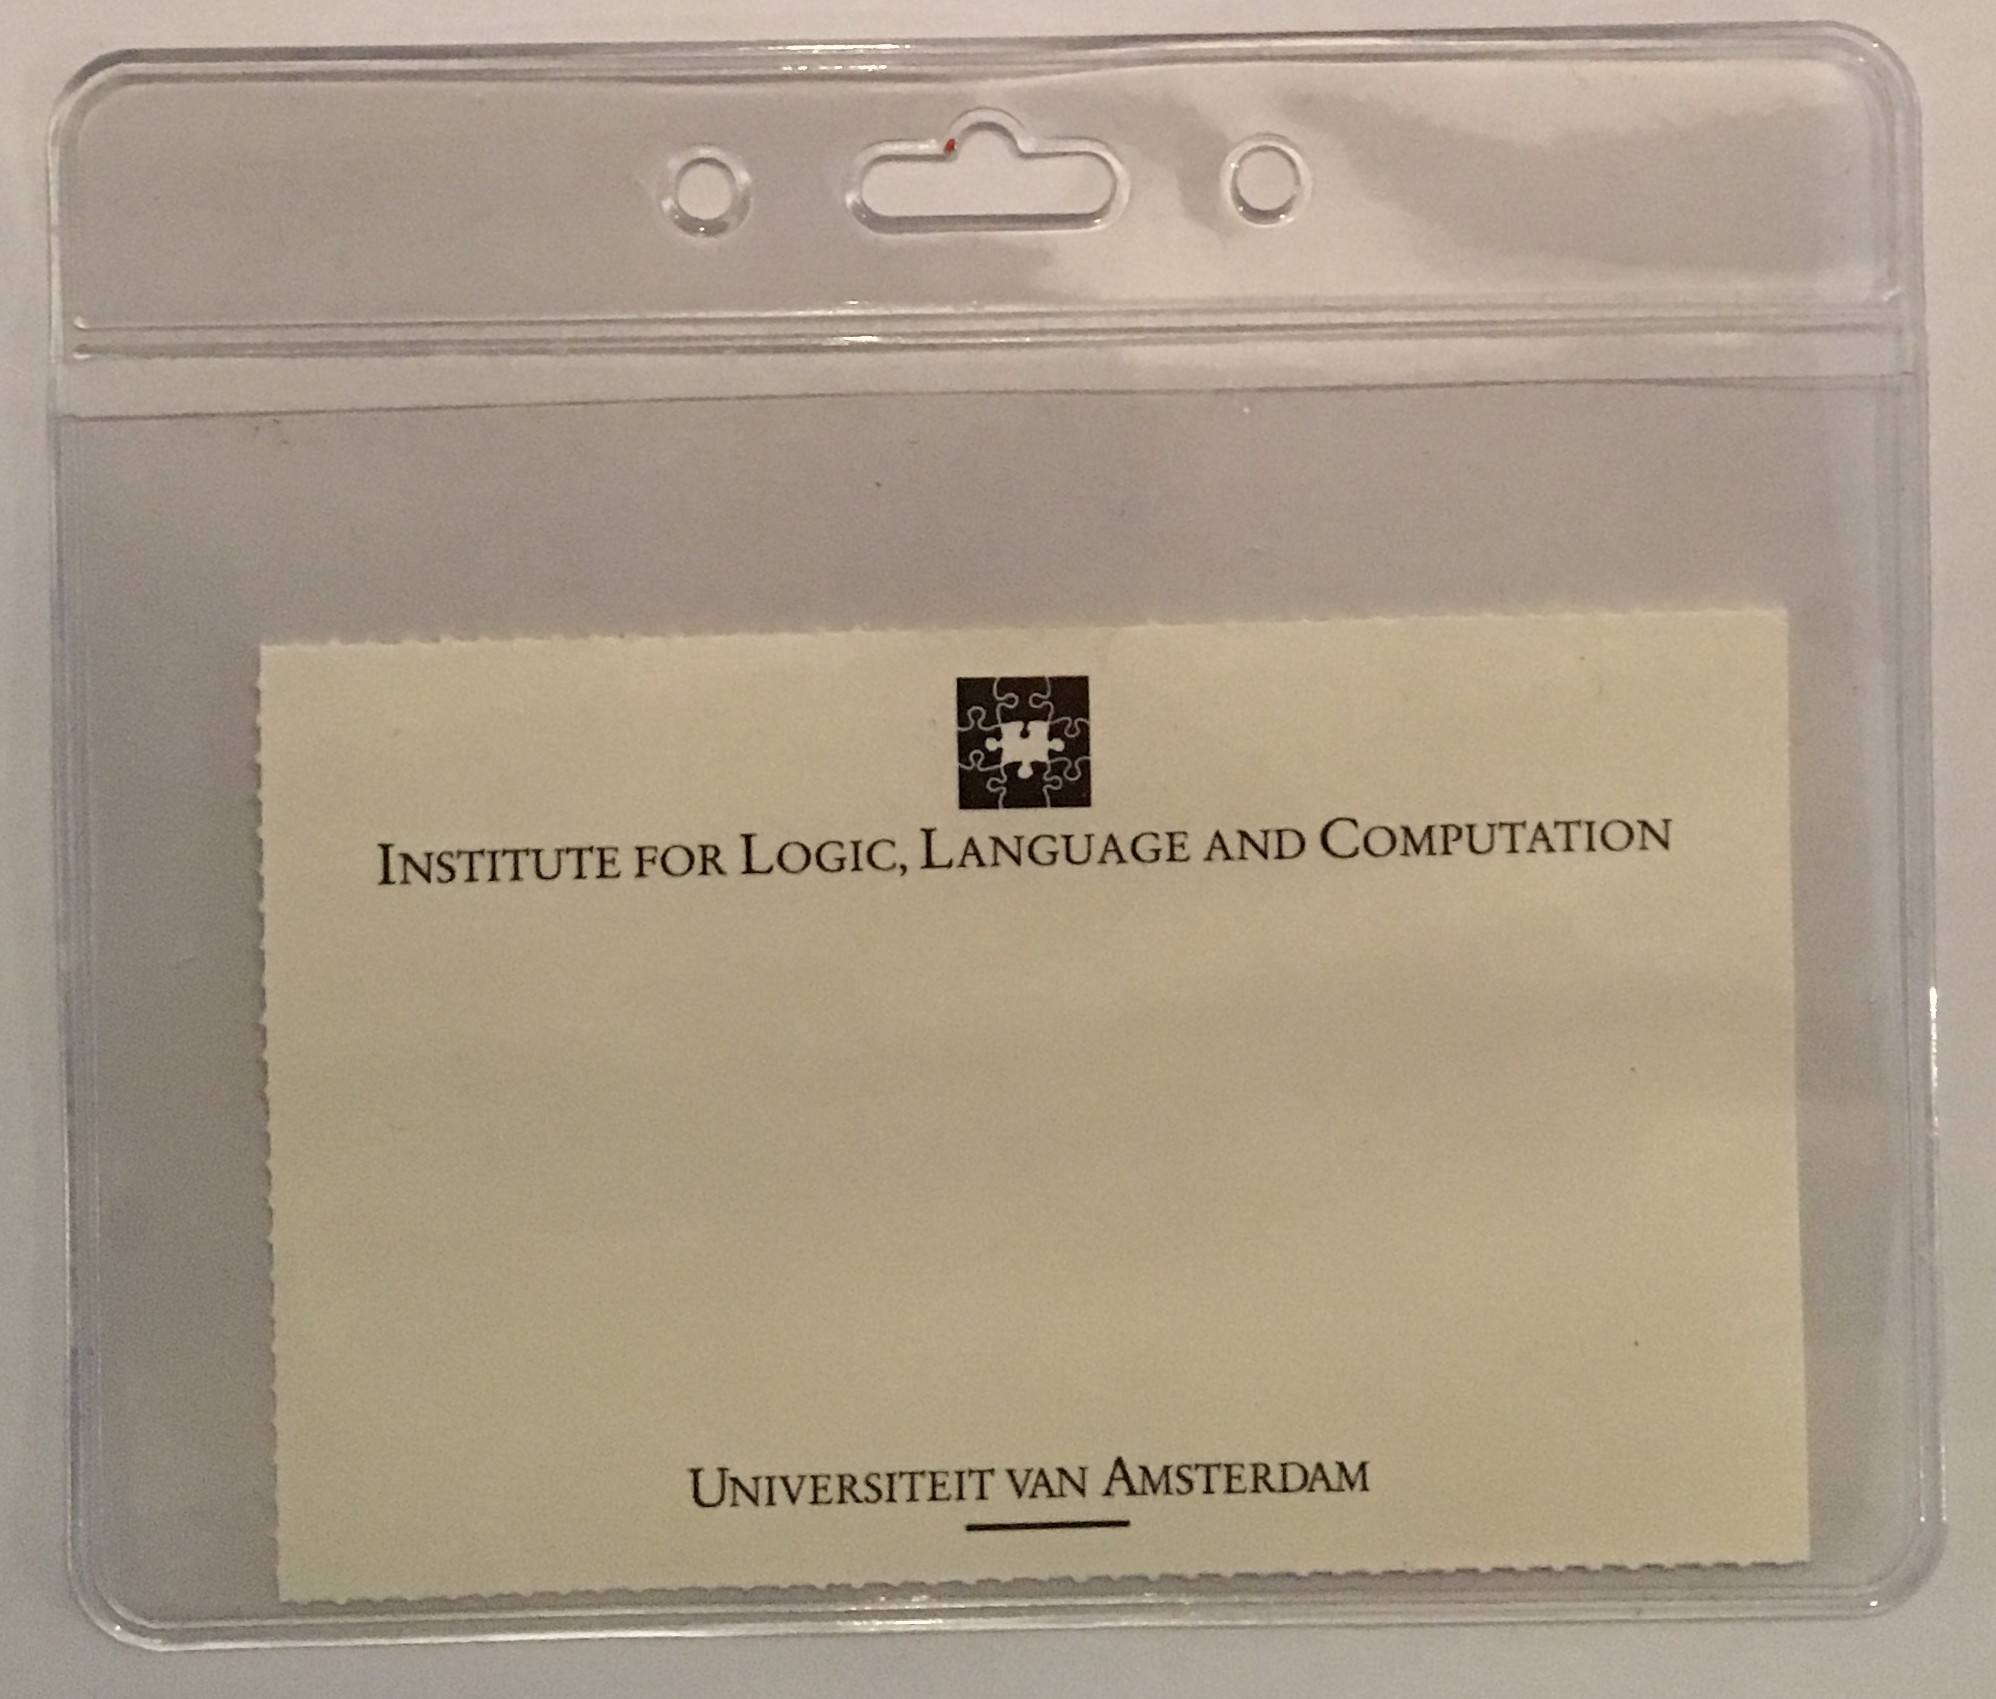 INSTITUTE FOR LOGIC, LANGUAGE AND COMPUTATION
UNIVERSITEIT VAN AMSTERDAM